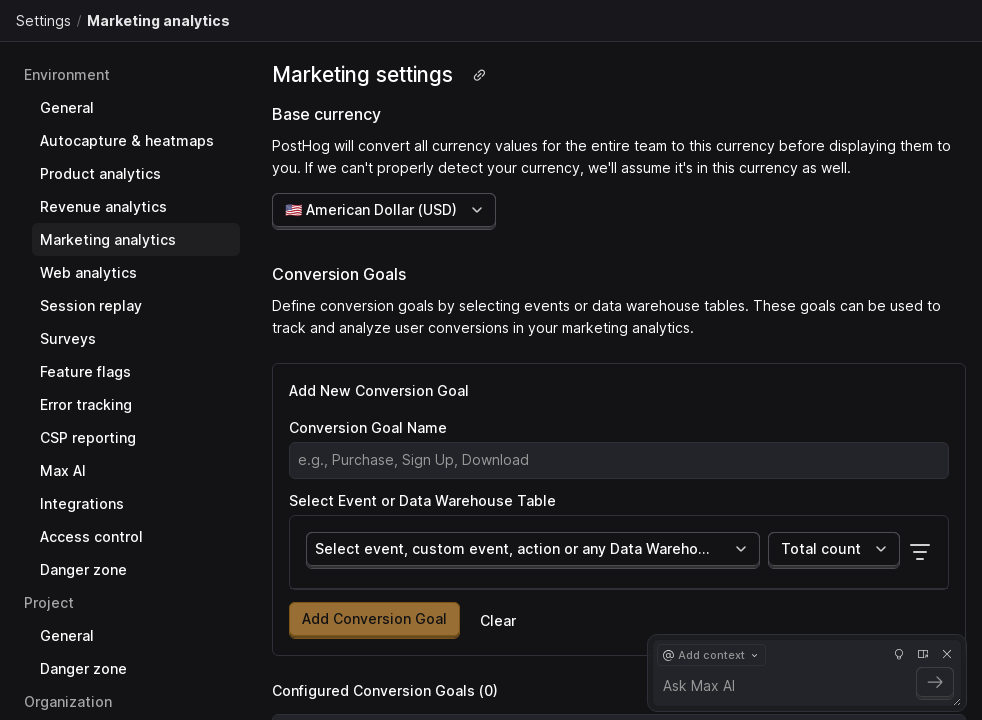 Settings / Marketing analytics
Environment
General
Autocapture & heatmaps
Product analytics
Revenue analytics
Marketing analytics
Web analytics
Session replay
Surveys
Feature flags
Error tracking
CSP reporting
Max AI
Integrations
Access control
Danger zone
Project
General
Danger zone
Organization
Marketing settings
Base currency
PostHog will convert all currency values for the entire team to this currency before displaying them to
you. If we can't properly detect your currency, we'll assume it's in this currency as well.
🇺🇸 American Dollar (USD)
Conversion Goals
Define conversion goals by selecting events or data warehouse tables. These goals can be used to
track and analyze user conversions in your marketing analytics.
Add New Conversion Goal
Conversion Goal Name
e.g., Purchase, Sign Up, Download
Select Event or Data Warehouse Table
Select event, custom event, action or any Data Wareho...
Total count
Add Conversion Goal
Clear
Configured Conversion Goals (0)
@ Add context
Ask Max AI